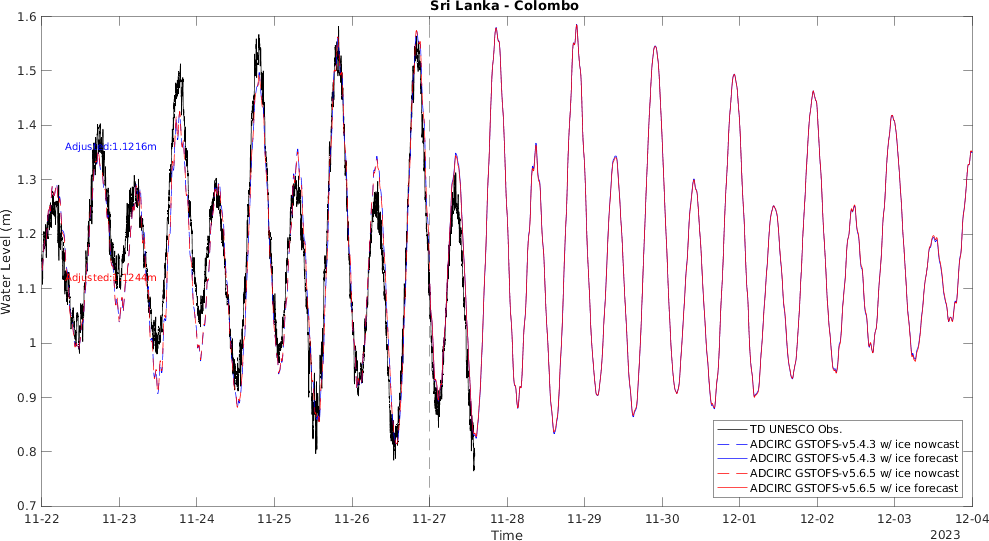 Sri Lanka - Colombo
1.6
1.5
1.4
1.3
1.2
1.1
1
0.9
0.8
0.7
Water Level (m)
Adjusted:1.1216m
Adjusted:1.1244m
TD UNESCO Obs.
ADCIRC GSTOFS-v5.4.3 w/ ice nowcast
ADCIRC GSTOFS-v5.4.3 w/ ice forecast
ADCIRC GSTOFS-v5.6.5 w/ ice nowcast
ADCIRC GSTOFS-v5.6.5 w/ ice forecast
11-22 11-23 11-24 11-25 11-26 11-27 11-28 11-29 11-30 12-01 12-02 12-03 12-04
Time
2023